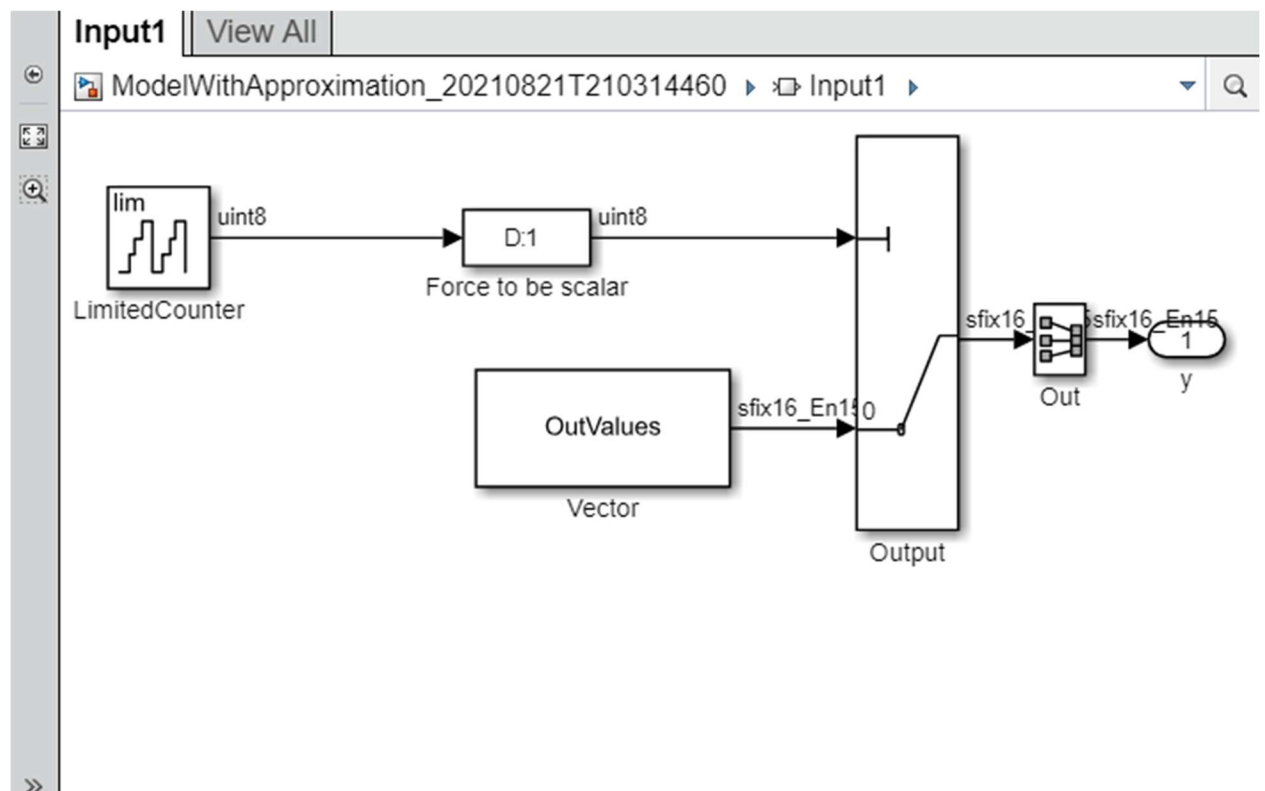 Input1 View All
ModelWithApproximation_20210821T210314460 Input1
lim
uint8
D:1
uint8
Force to be scalar
LimitedCounter
sfix16_
sfix16_En15
1
Out
y
OutValues
sfix16_En15
0
Vector
Output